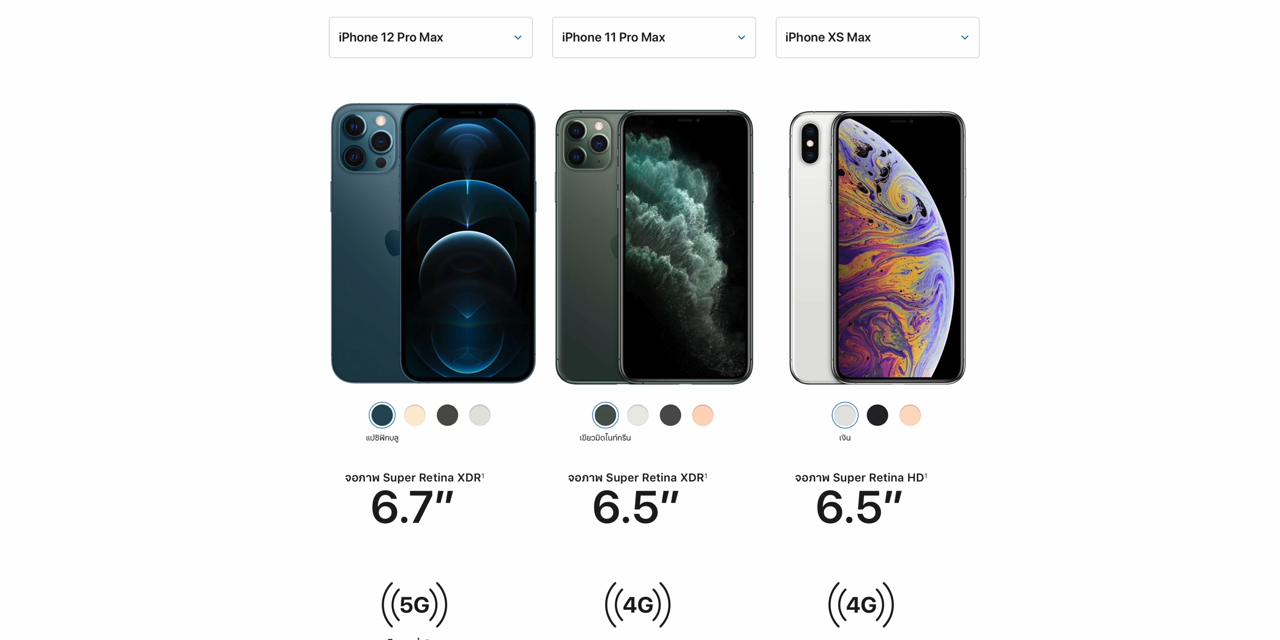 iPhone 12 Pro Max
iPhone 11 Pro Max
iPhone XS Max
แปซิฟิกบลู
เขียวมิดไนท์กรีน
เงิน
จอภาพ Super Retina XDR¹
จอภาพ Super Retina XDR¹
จอภาพ Super Retina HD¹
6.7″
6.5″
6.5″
5G
4G
4G